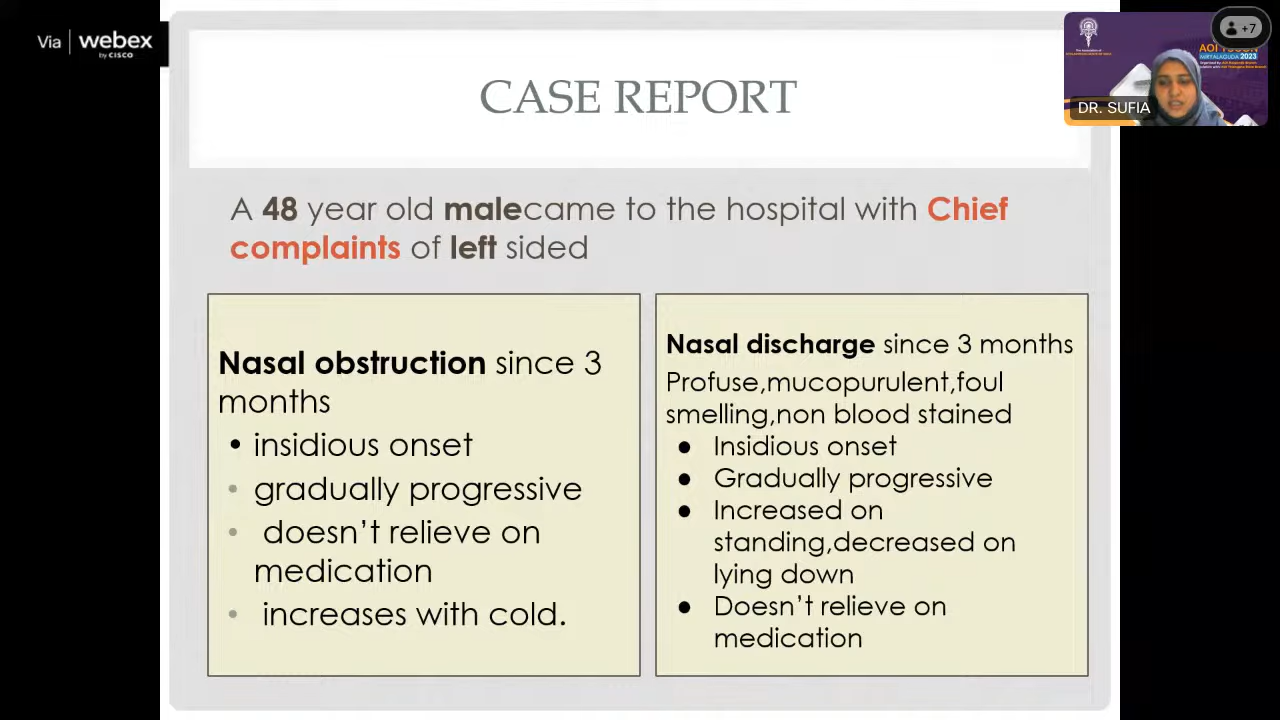 Via webex
by CISCO
CASE REPORT
+7
AOI
MIRYALAGUDA 2023
DR. SUFIA
A 48 year old malecame to the hospital with Chief
complaints of left sided
Nasal obstruction since 3
months
• insidious onset
• gradually progressive
• doesn’t relieve on
medication
• increases with cold.
Nasal discharge since 3 months
Profuse,mucopurulent,foul
smelling,non blood stained
● Insidious onset
● Gradually progressive
● Increased on
standing,decreased on
lying down
● Doesn’t relieve on
medication